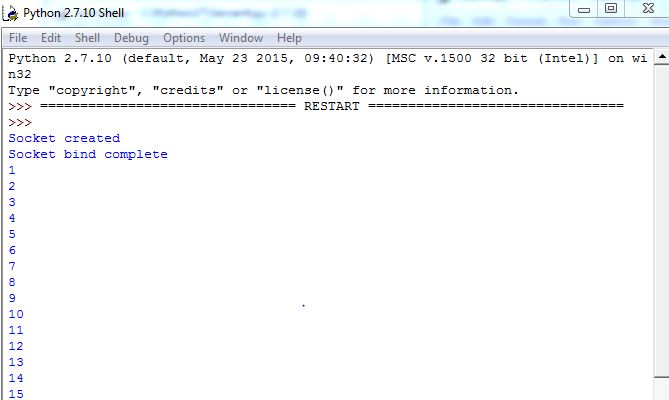 Python 2.7.10 Shell
File Edit Shell Debug Options Window Help
Python 2.7.10 (default, May 23 2015, 09:40:32) [MSC v.1500 32 bit (Intel)] on wi
n32
Type "copyright", "credits" or "license()" for more information.
>>> ================================ RESTART ================================
>>>
Socket created
Socket bind complete
1
2
3
4
5
6
7
8
9
10
11
12
13
14
15